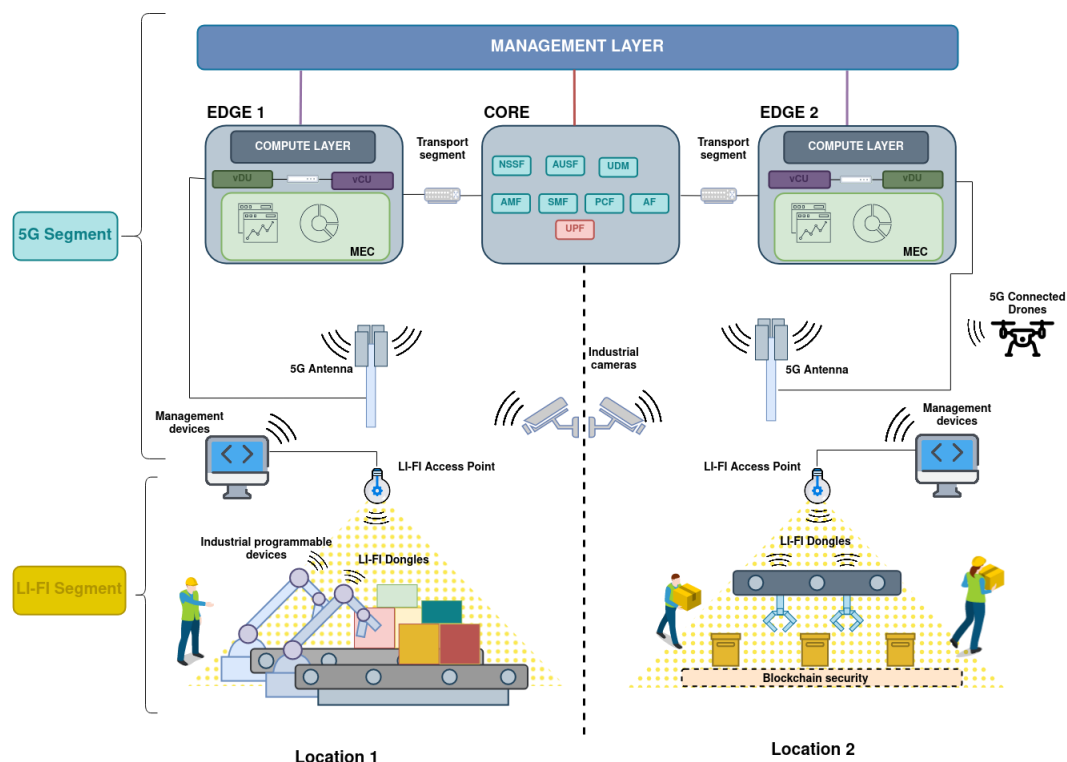 MANAGEMENT LAYER
EDGE 1
CORE
EDGE 2
COMPUTE LAYER
Transport
segment
Transport
segment
COMPUTE LAYER
NSSF
AUSF
UDM
vDU
vCU
vCU
vDU
AMF
SMF
PCF
AF
UPF
MEC
MEC
5G Segment
5G Connected
Drones
5G Antenna
Industrial
cameras
5G Antenna
Management
devices
Management
devices
LI-FI Access Point
LI-FI Access Point
Industrial programmable
devices
LI-FI Dongles
LI-FI Dongles
LI-FI Segment
Blockchain security
Location 1
Location 2